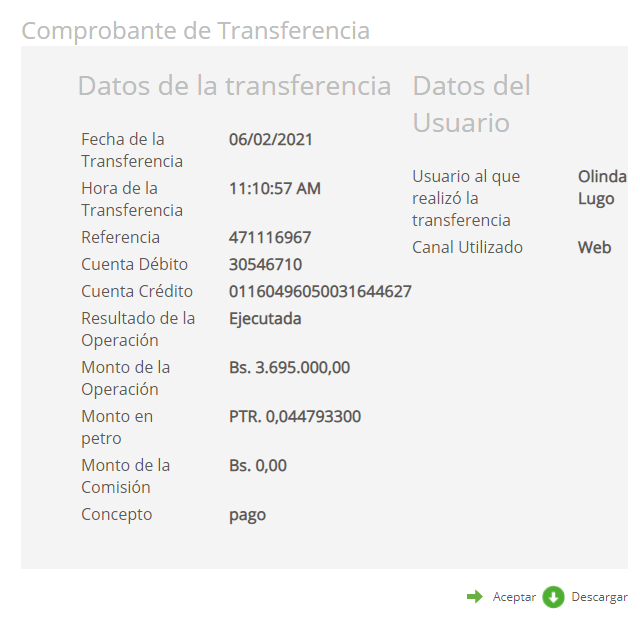 Comprobante de Transferencia
Datos de la transferencia
Fecha de la
Transferencia
06/02/2021
Hora de la
Transferencia
11:10:57 AM
Referencia
471116967
Cuenta Débito
30546710
Cuenta Crédito
01160496050031644627
Resultado de la
Operación
Ejecutada
Monto de la
Operación
Bs. 3.695.000,00
Monto en
petro
PTR. 0,044793300
Monto de la
Comisión
Bs. 0,00
Concepto
pago
Datos del
Usuario
Usuario al que
realizó la
transferencia
Olinda
Lugo
Canal Utilizado
Web
Aceptar
Descargar